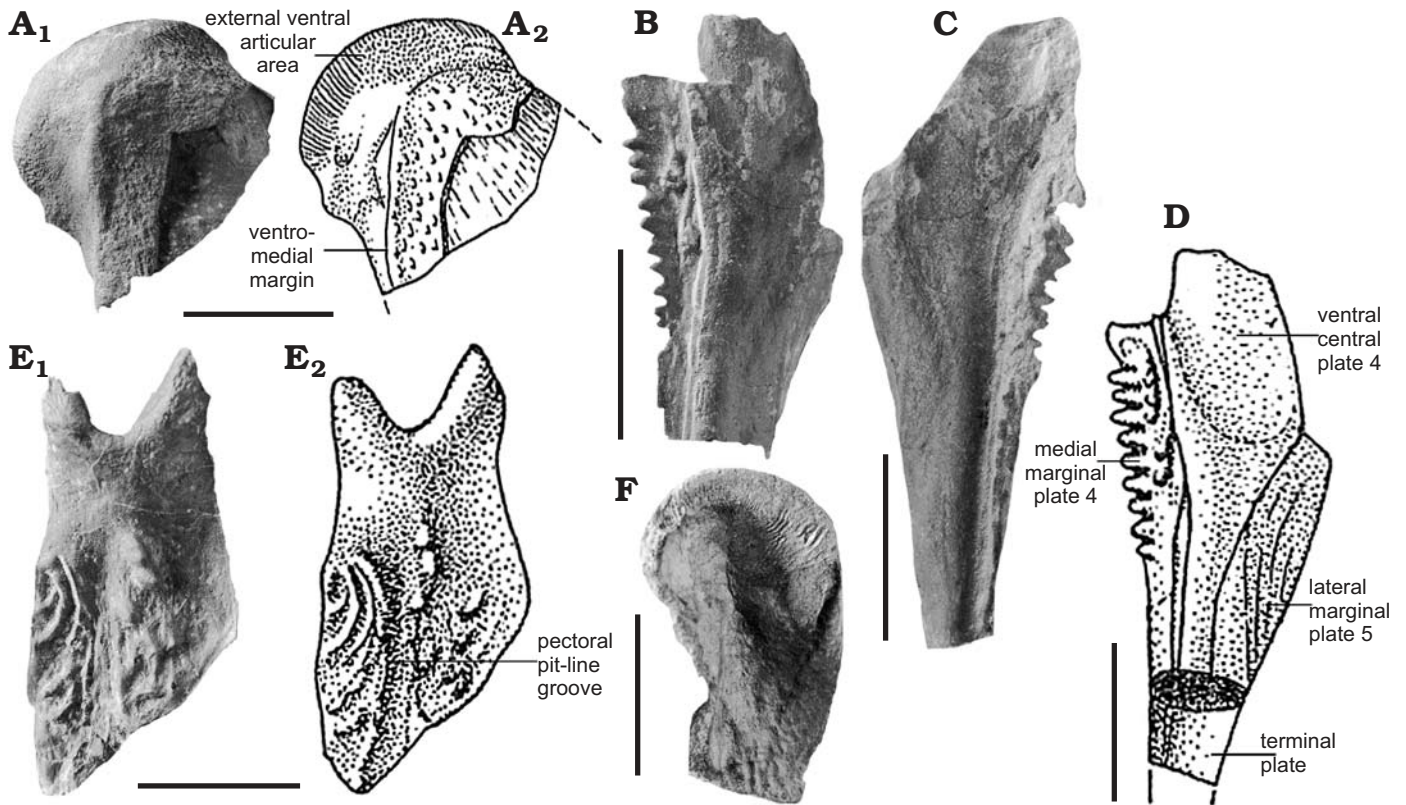 A1
external ventral
articular
area
A2
B
C
ventro-
medial
margin
D
ventral
central
plate 4
medial
marginal
plate 4
lateral
marginal
plate 5
terminal
plate
E1
E2
pectoral
pit-line
groove
F